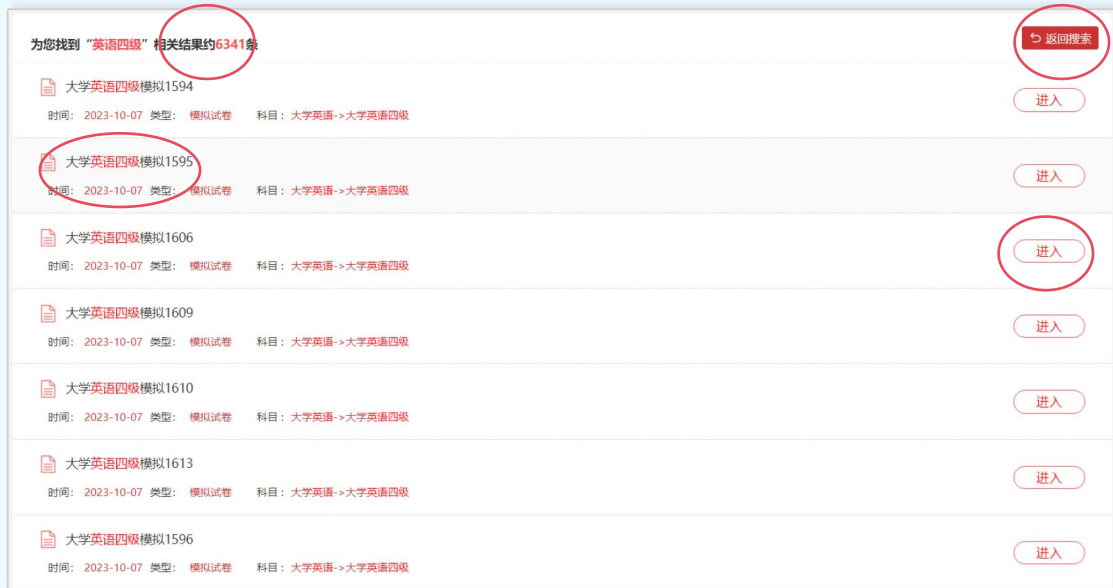 为您找到“英语四级”相关结果约6341条
返回搜索
大学英语四级模拟1594
进入
时间: 2023-10-07 类型: 模拟试卷 科目: 大学英语->大学英语四级
大学英语四级模拟1595
进入
时间: 2023-10-07 类型: 模拟试卷 科目: 大学英语->大学英语四级
大学英语四级模拟1606
进入
时间: 2023-10-07 类型: 模拟试卷 科目: 大学英语->大学英语四级
大学英语四级模拟1609
进入
时间: 2023-10-07 类型: 模拟试卷 科目: 大学英语->大学英语四级
大学英语四级模拟1610
进入
时间: 2023-10-07 类型: 模拟试卷 科目: 大学英语->大学英语四级
大学英语四级模拟1613
进入
时间: 2023-10-07 类型: 模拟试卷 科目: 大学英语->大学英语四级
大学英语四级模拟1596
进入
时间: 2023-10-07 类型: 模拟试卷 科目: 大学英语->大学英语四级